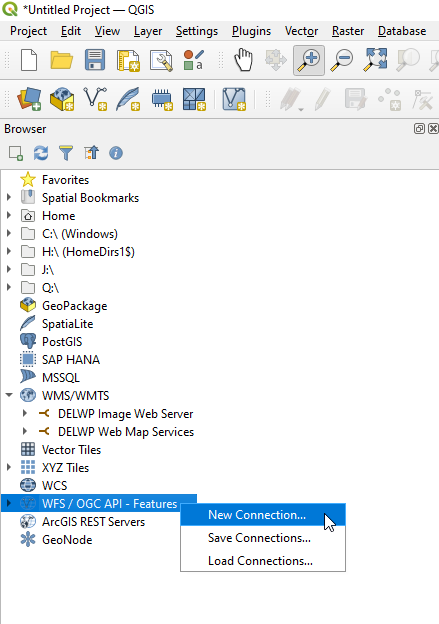 *Untitled Project — QGIS
Project Edit View Layer Settings Plugins Vector Raster Database
Browser
Favorites
Spatial Bookmarks
Home
C:\ (Windows)
H:\ (HomeDirs1$)
J:\
Q:\
GeoPackage
SpatiaLite
PostGIS
SAP HANA
MSSQL
WMS/WMTS
DELWP Image Web Server
DELWP Web Map Services
Vector Tiles
XYZ Tiles
WCS
WFS / OGC API - Features
New Connection...
ArcGIS REST Servers
Save Connections...
GeoNode
Load Connections...